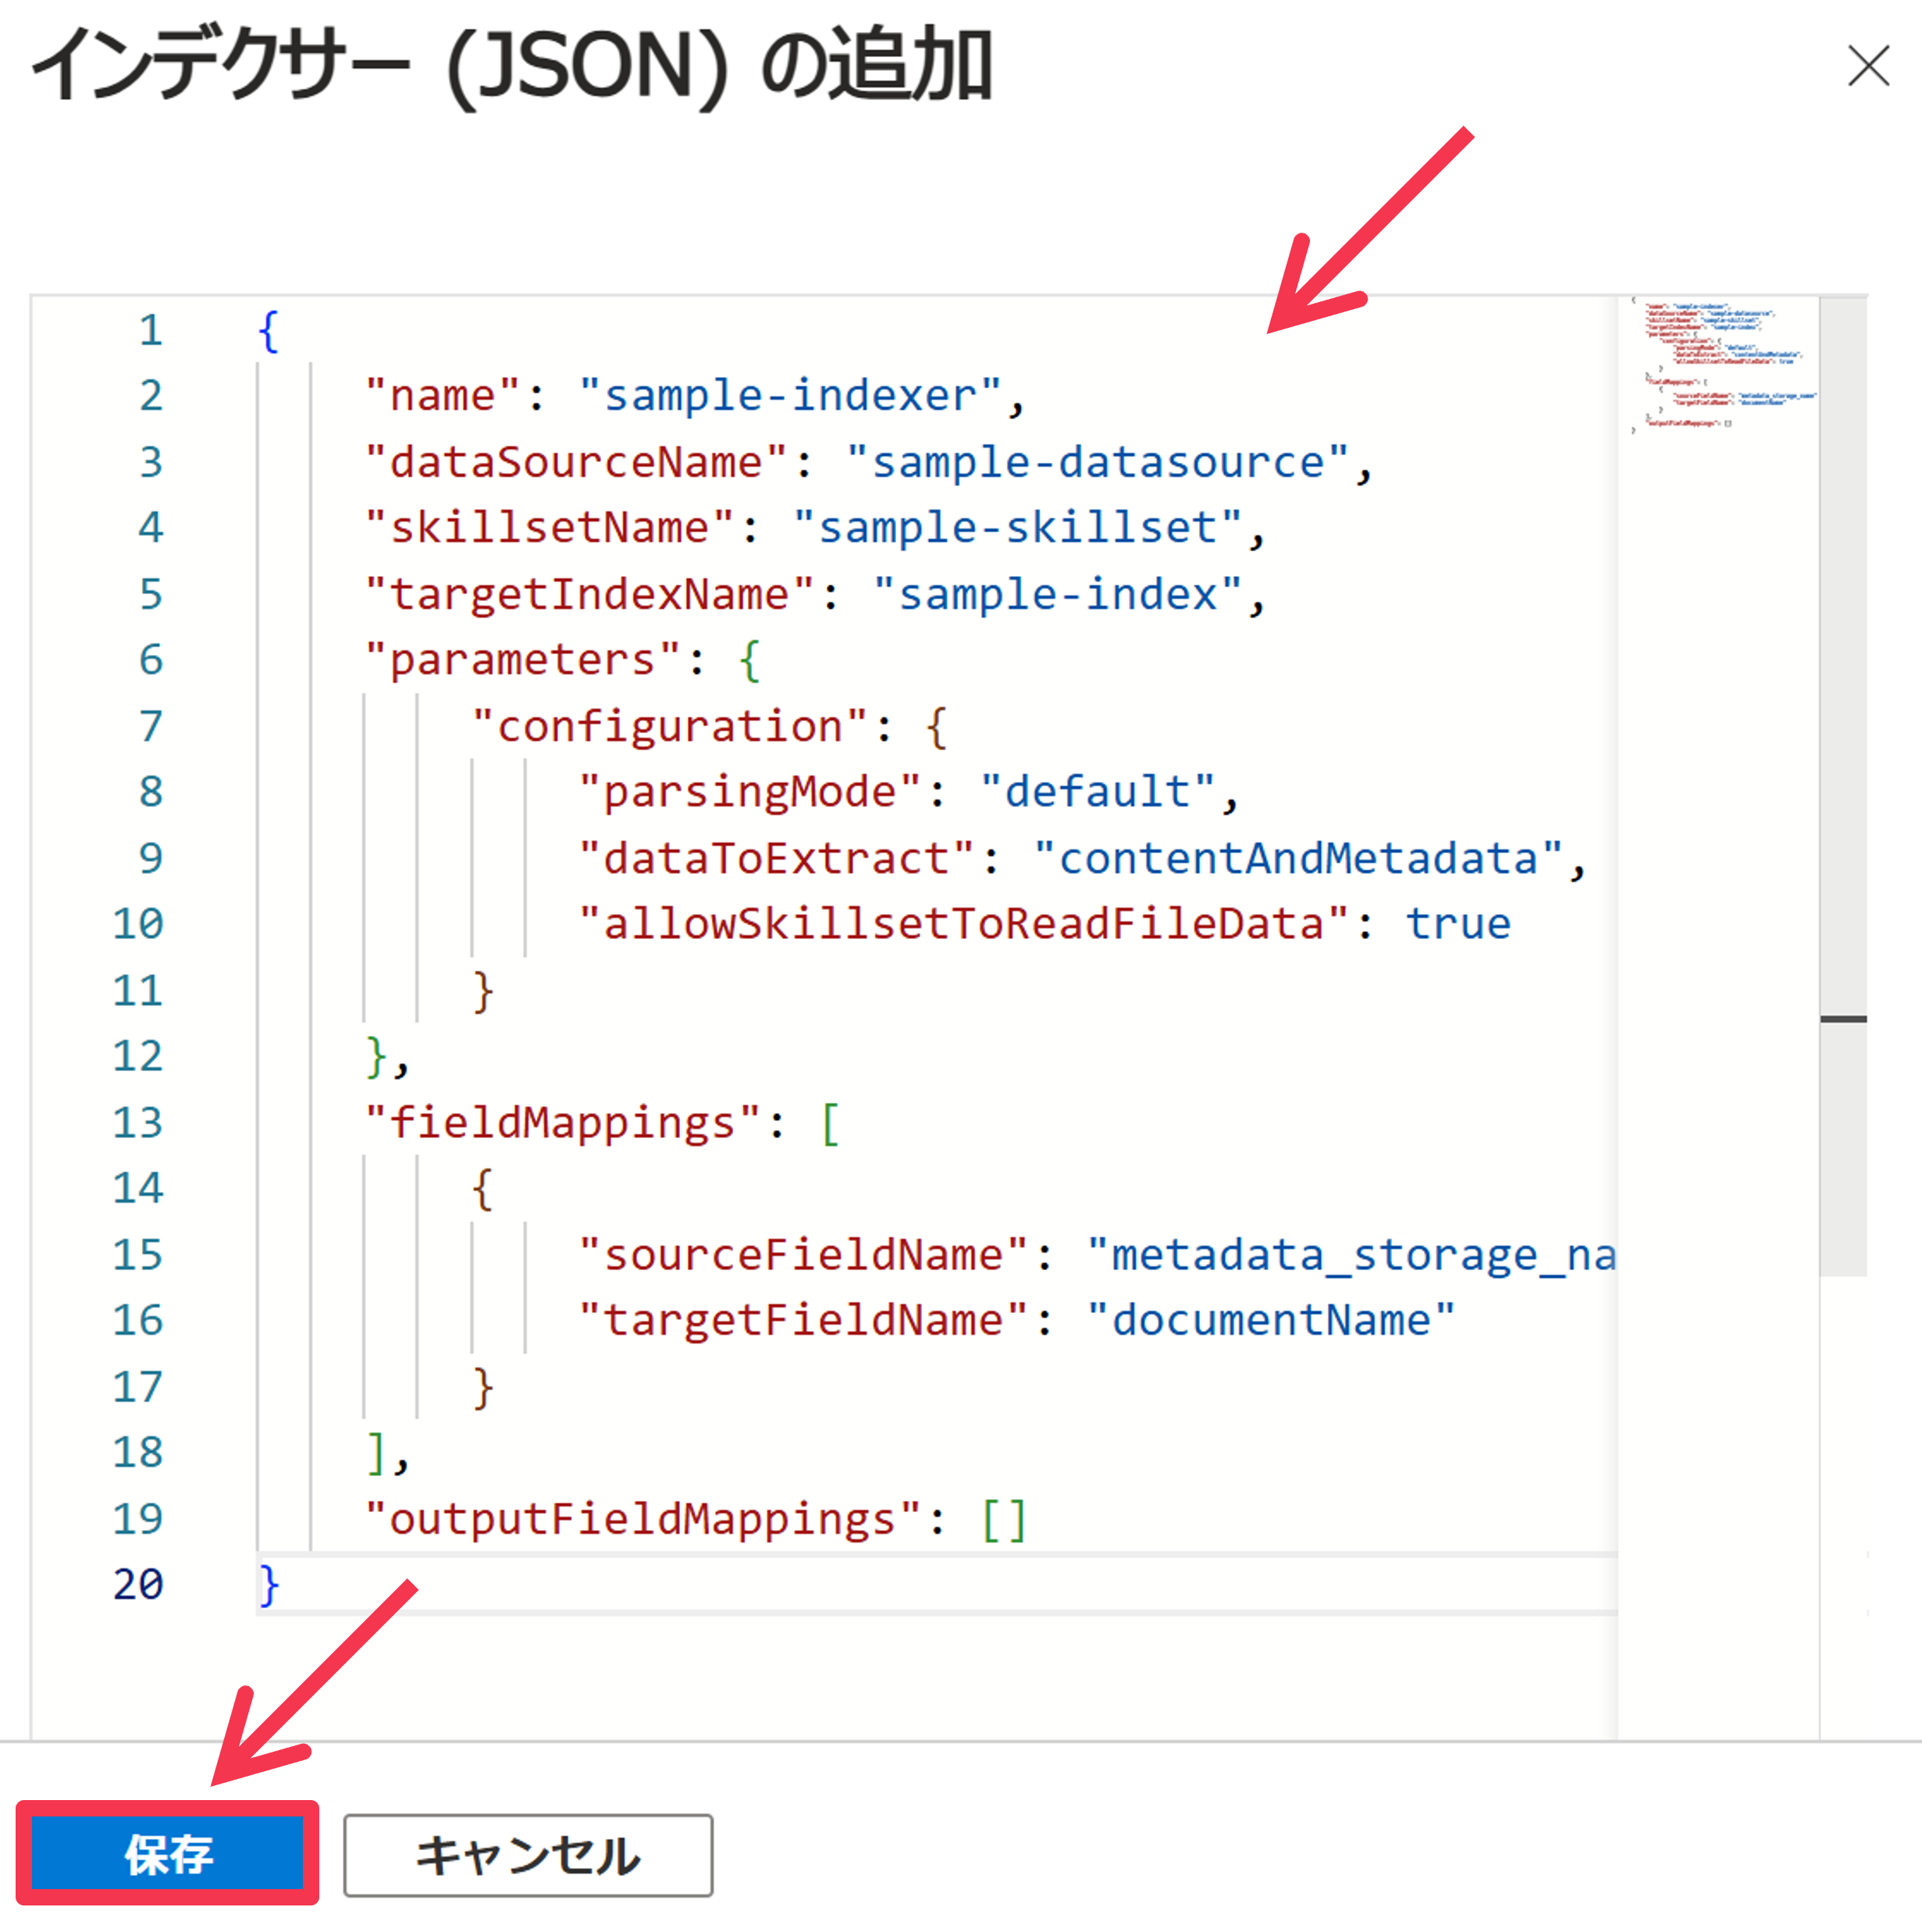 インデクサー (JSON) の追加
1 {
2 "name": "sample-indexer",
3 "dataSourceName": "sample-datasource",
4 "skillsetName": "sample-skillset",
5 "targetIndexName": "sample-index",
6 "parameters": {
7 "configuration": {
8 "parsingMode": "default",
9 "dataToExtract": "contentAndMetadata",
10 "allowSkillsetToReadFileData": true
11 }
12 },
13 "fieldMappings": [
14 {
15 "sourceFieldName": "metadata_storage_na
16 "targetFieldName": "documentName"
17 }
18 ],
19 "outputFieldMappings": []
20 }
保存 キャンセル